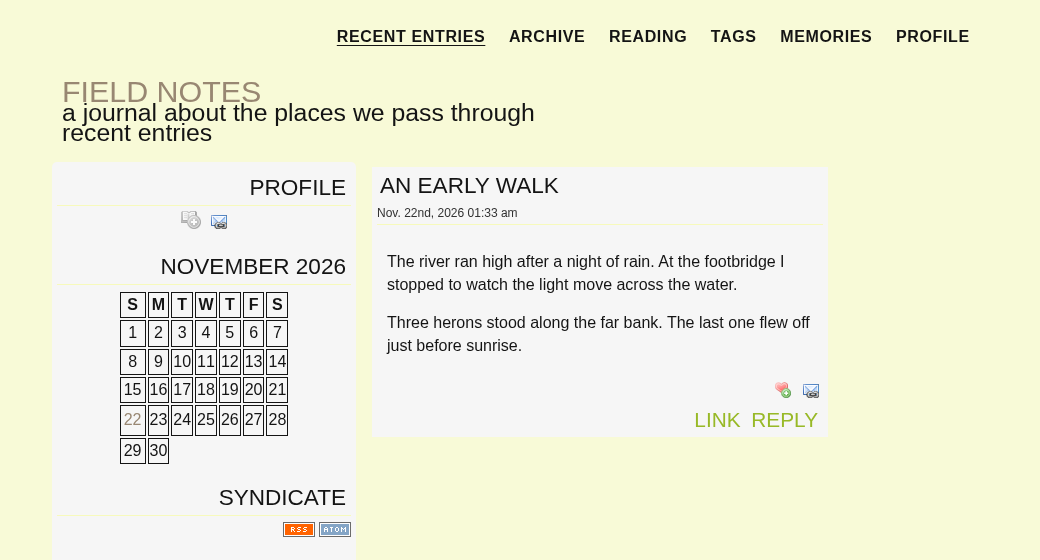 RECENT ENTRIES ARCHIVE READING TAGS MEMORIES PROFILE
FIELD NOTES
a journal about the places we pass through
recent entries
PROFILE
NOVEMBER 2026
S M T W T F S
1 2 3 4 5 6 7
8 9 10 11 12 13 14
15 16 17 18 19 20 21
22 23 24 25 26 27 28
29 30
SYNDICATE
RSS ATOM
AN EARLY WALK
Nov. 22nd, 2026 01:33 am
The river ran high after a night of rain. At the footbridge I
stopped to watch the light move across the water.
Three herons stood along the far bank. The last one flew off
just before sunrise.
LINK REPLY